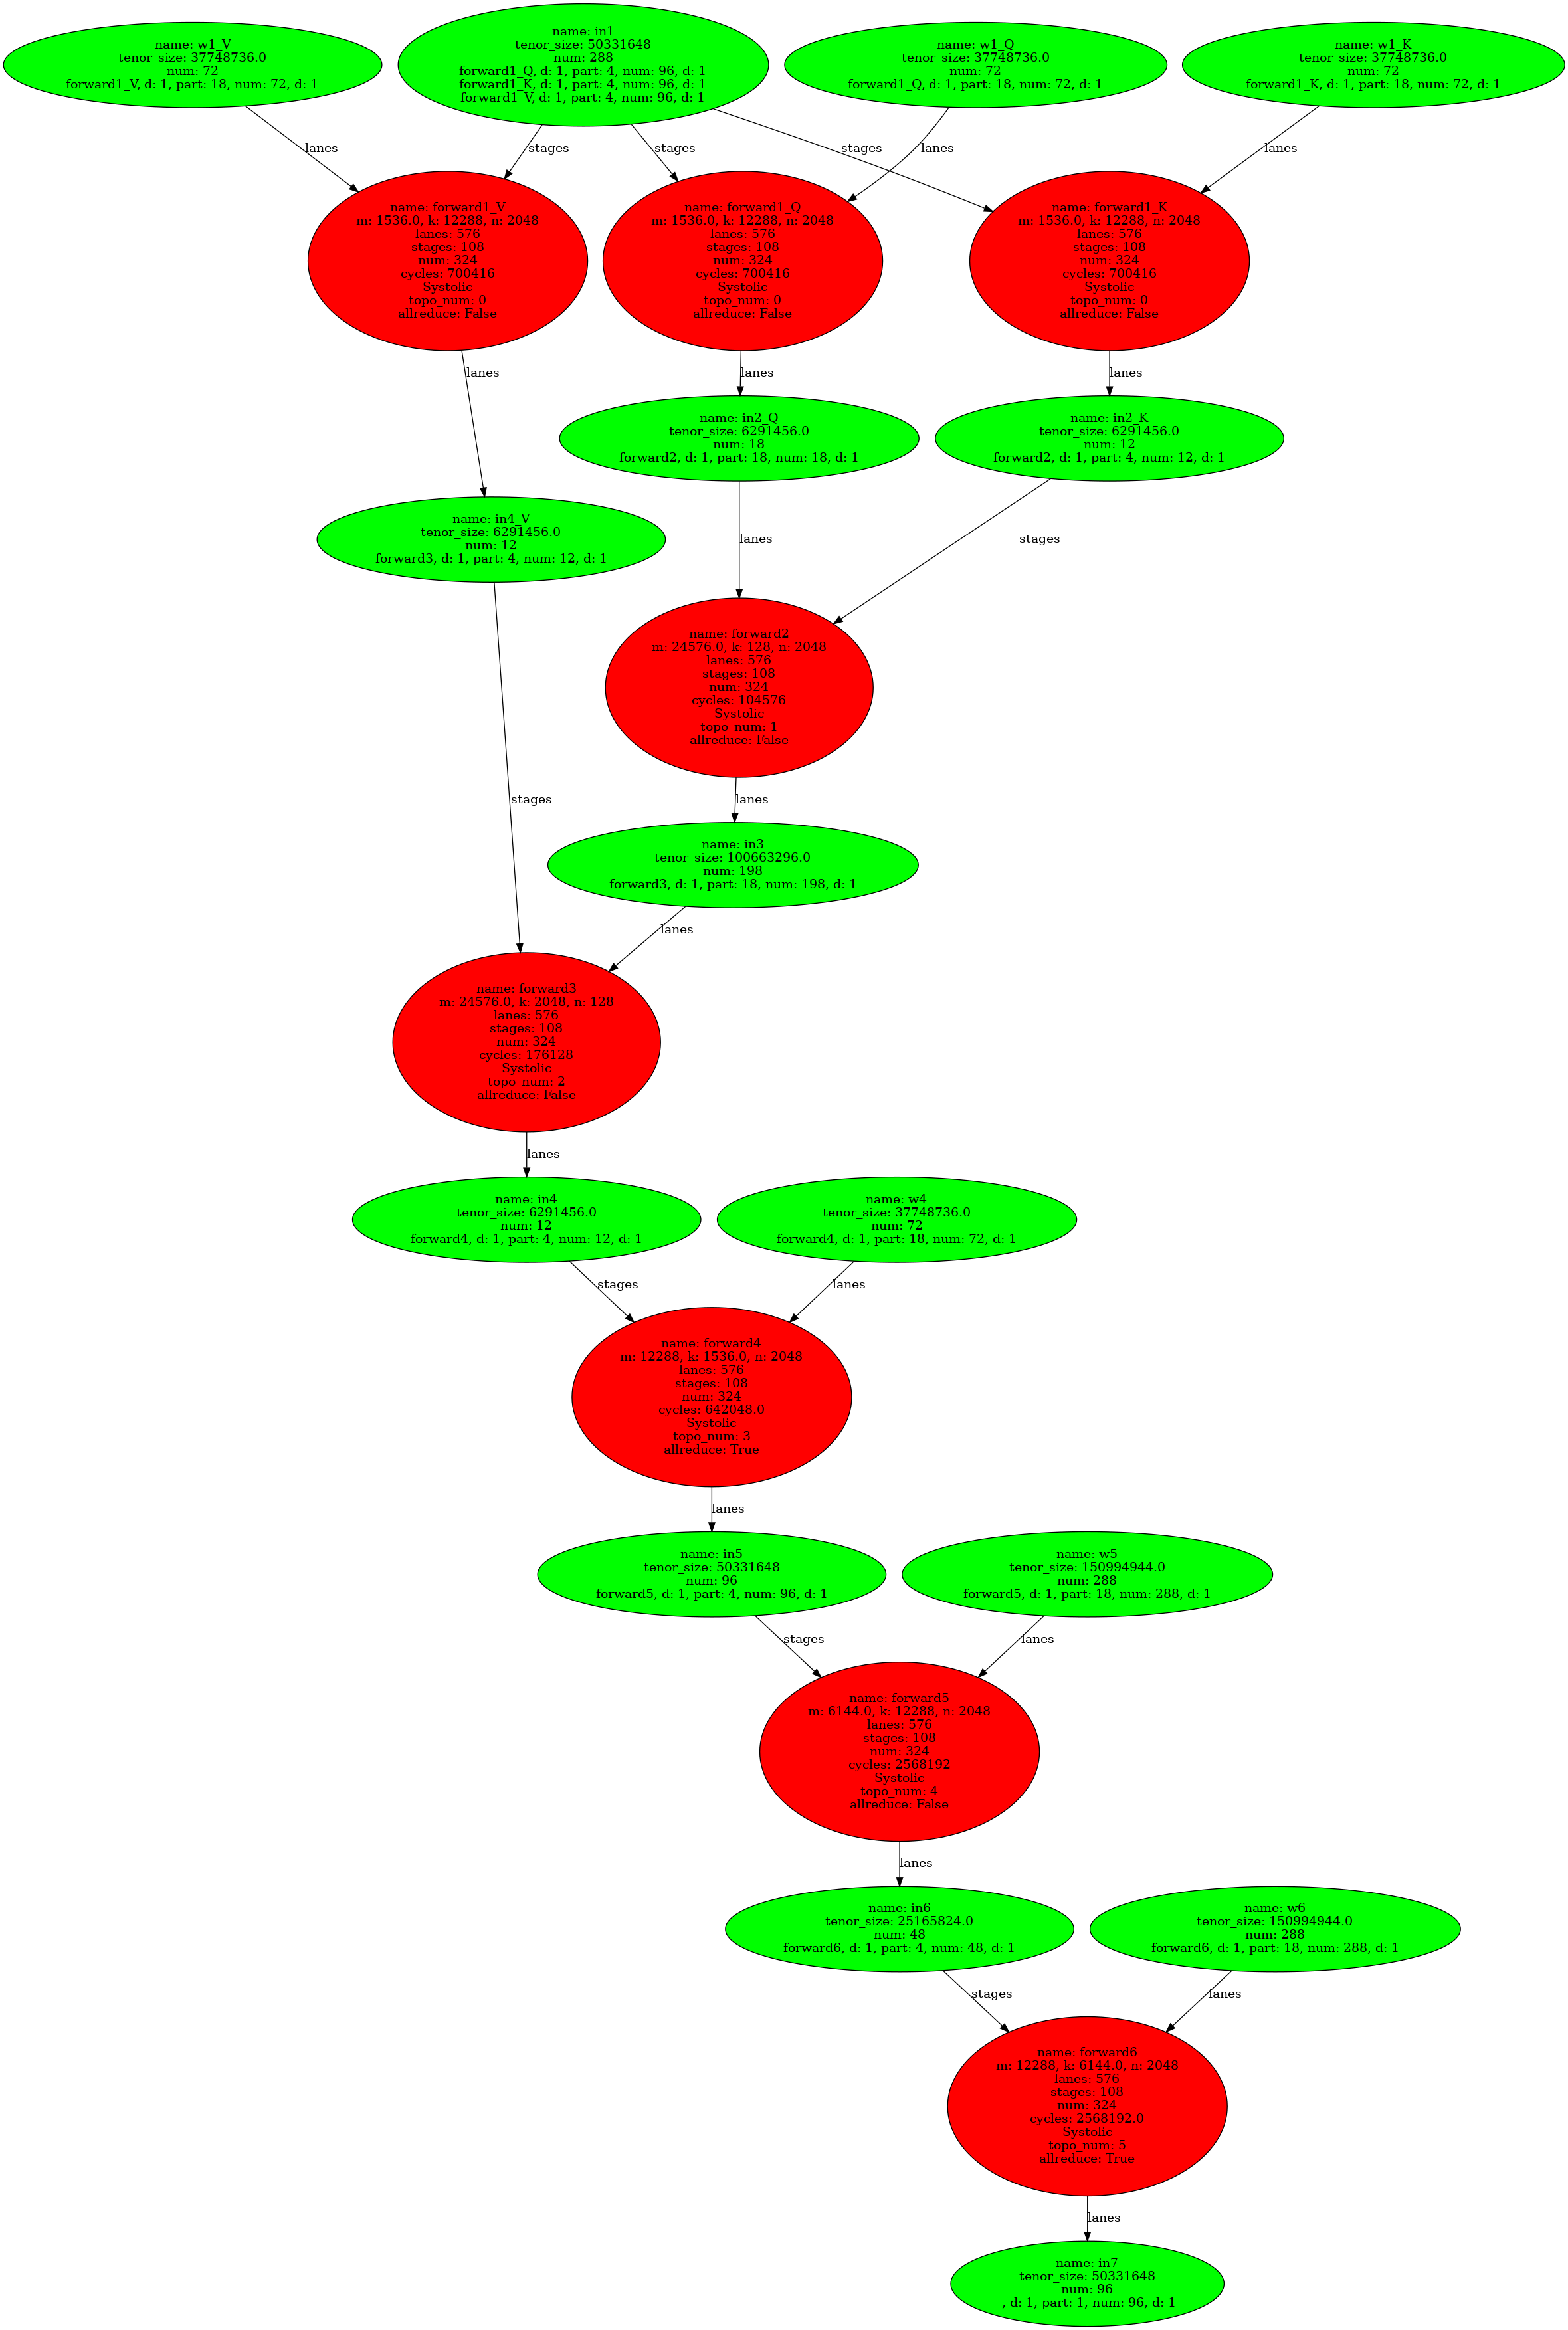 name: w1_V
tenor_size: 37748736.0
num: 72
forward1_V, d: 1, part: 18, num: 72, d: 1
name: in1
tenor_size: 50331648
num: 288
forward1_Q, d: 1, part: 4, num: 96, d: 1
forward1_K, d: 1, part: 4, num: 96, d: 1
forward1_V, d: 1, part: 4, num: 96, d: 1
name: w1_Q
tenor_size: 37748736.0
num: 72
forward1_Q, d: 1, part: 18, num: 72, d: 1
name: w1_K
tenor_size: 37748736.0
num: 72
forward1_K, d: 1, part: 18, num: 72, d: 1
lanes
stages
stages
stages
lanes
lanes
name: forward1_V
m: 1536.0, k: 12288, n: 2048
lanes: 576
stages: 108
num: 324
cycles: 700416
Systolic
topo_num: 0
allreduce: False
name: forward1_Q
m: 1536.0, k: 12288, n: 2048
lanes: 576
stages: 108
num: 324
cycles: 700416
Systolic
topo_num: 0
allreduce: False
name: forward1_K
m: 1536.0, k: 12288, n: 2048
lanes: 576
stages: 108
num: 324
cycles: 700416
Systolic
topo_num: 0
allreduce: False
lanes
lanes
lanes
name: in2_Q
tenor_size: 6291456.0
num: 18
forward2, d: 1, part: 18, num: 18, d: 1
name: in2_K
tenor_size: 6291456.0
num: 12
forward2, d: 1, part: 4, num: 12, d: 1
name: in4_V
tenor_size: 6291456.0
num: 12
forward3, d: 1, part: 4, num: 12, d: 1
lanes
stages
name: forward2
m: 24576.0, k: 128, n: 2048
lanes: 576
stages: 108
num: 324
cycles: 104576
Systolic
topo_num: 1
allreduce: False
stages
lanes
name: in3
tenor_size: 100663296.0
num: 198
forward3, d: 1, part: 18, num: 198, d: 1
lanes
name: forward3
m: 24576.0, k: 2048, n: 128
lanes: 576
stages: 108
num: 324
cycles: 176128
Systolic
topo_num: 2
allreduce: False
lanes
name: in4
tenor_size: 6291456.0
num: 12
forward4, d: 1, part: 4, num: 12, d: 1
name: w4
tenor_size: 37748736.0
num: 72
forward4, d: 1, part: 18, num: 72, d: 1
stages
lanes
name: forward4
m: 12288, k: 1536.0, n: 2048
lanes: 576
stages: 108
num: 324
cycles: 642048.0
Systolic
topo_num: 3
allreduce: True
lanes
name: in5
tenor_size: 50331648
num: 96
forward5, d: 1, part: 4, num: 96, d: 1
name: w5
tenor_size: 150994944.0
num: 288
forward5, d: 1, part: 18, num: 288, d: 1
stages
lanes
name: forward5
m: 6144.0, k: 12288, n: 2048
lanes: 576
stages: 108
num: 324
cycles: 2568192
Systolic
topo_num: 4
allreduce: False
lanes
name: in6
tenor_size: 25165824.0
num: 48
forward6, d: 1, part: 4, num: 48, d: 1
name: w6
tenor_size: 150994944.0
num: 288
forward6, d: 1, part: 18, num: 288, d: 1
stages
lanes
name: forward6
m: 12288, k: 6144.0, n: 2048
lanes: 576
stages: 108
num: 324
cycles: 2568192.0
Systolic
topo_num: 5
allreduce: True
lanes
name: in7
tenor_size: 50331648
num: 96
, d: 1, part: 1, num: 96, d: 1